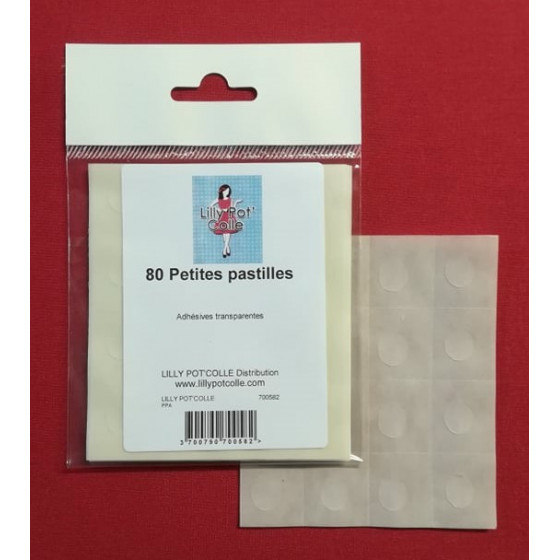 Lilly Pot'
Colle
80 Petites pastilles
Adhésives transparentes
LILLY POT'COLLE Distribution
www.lillypotcolle.com
LILLY POT'COLLE 700582
PPA
3 700790 700582 >